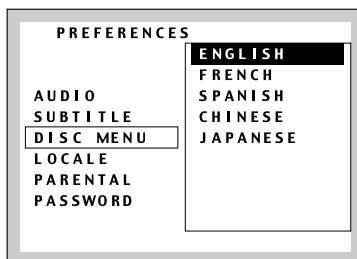 PREFERENCES
AUDIO
SUBTITLE
DISC MENU
LOCALE
PARENTAL
PASSWORD
ENGLISH
FRENCH
SPANISH
CHINESE
JAPANESE